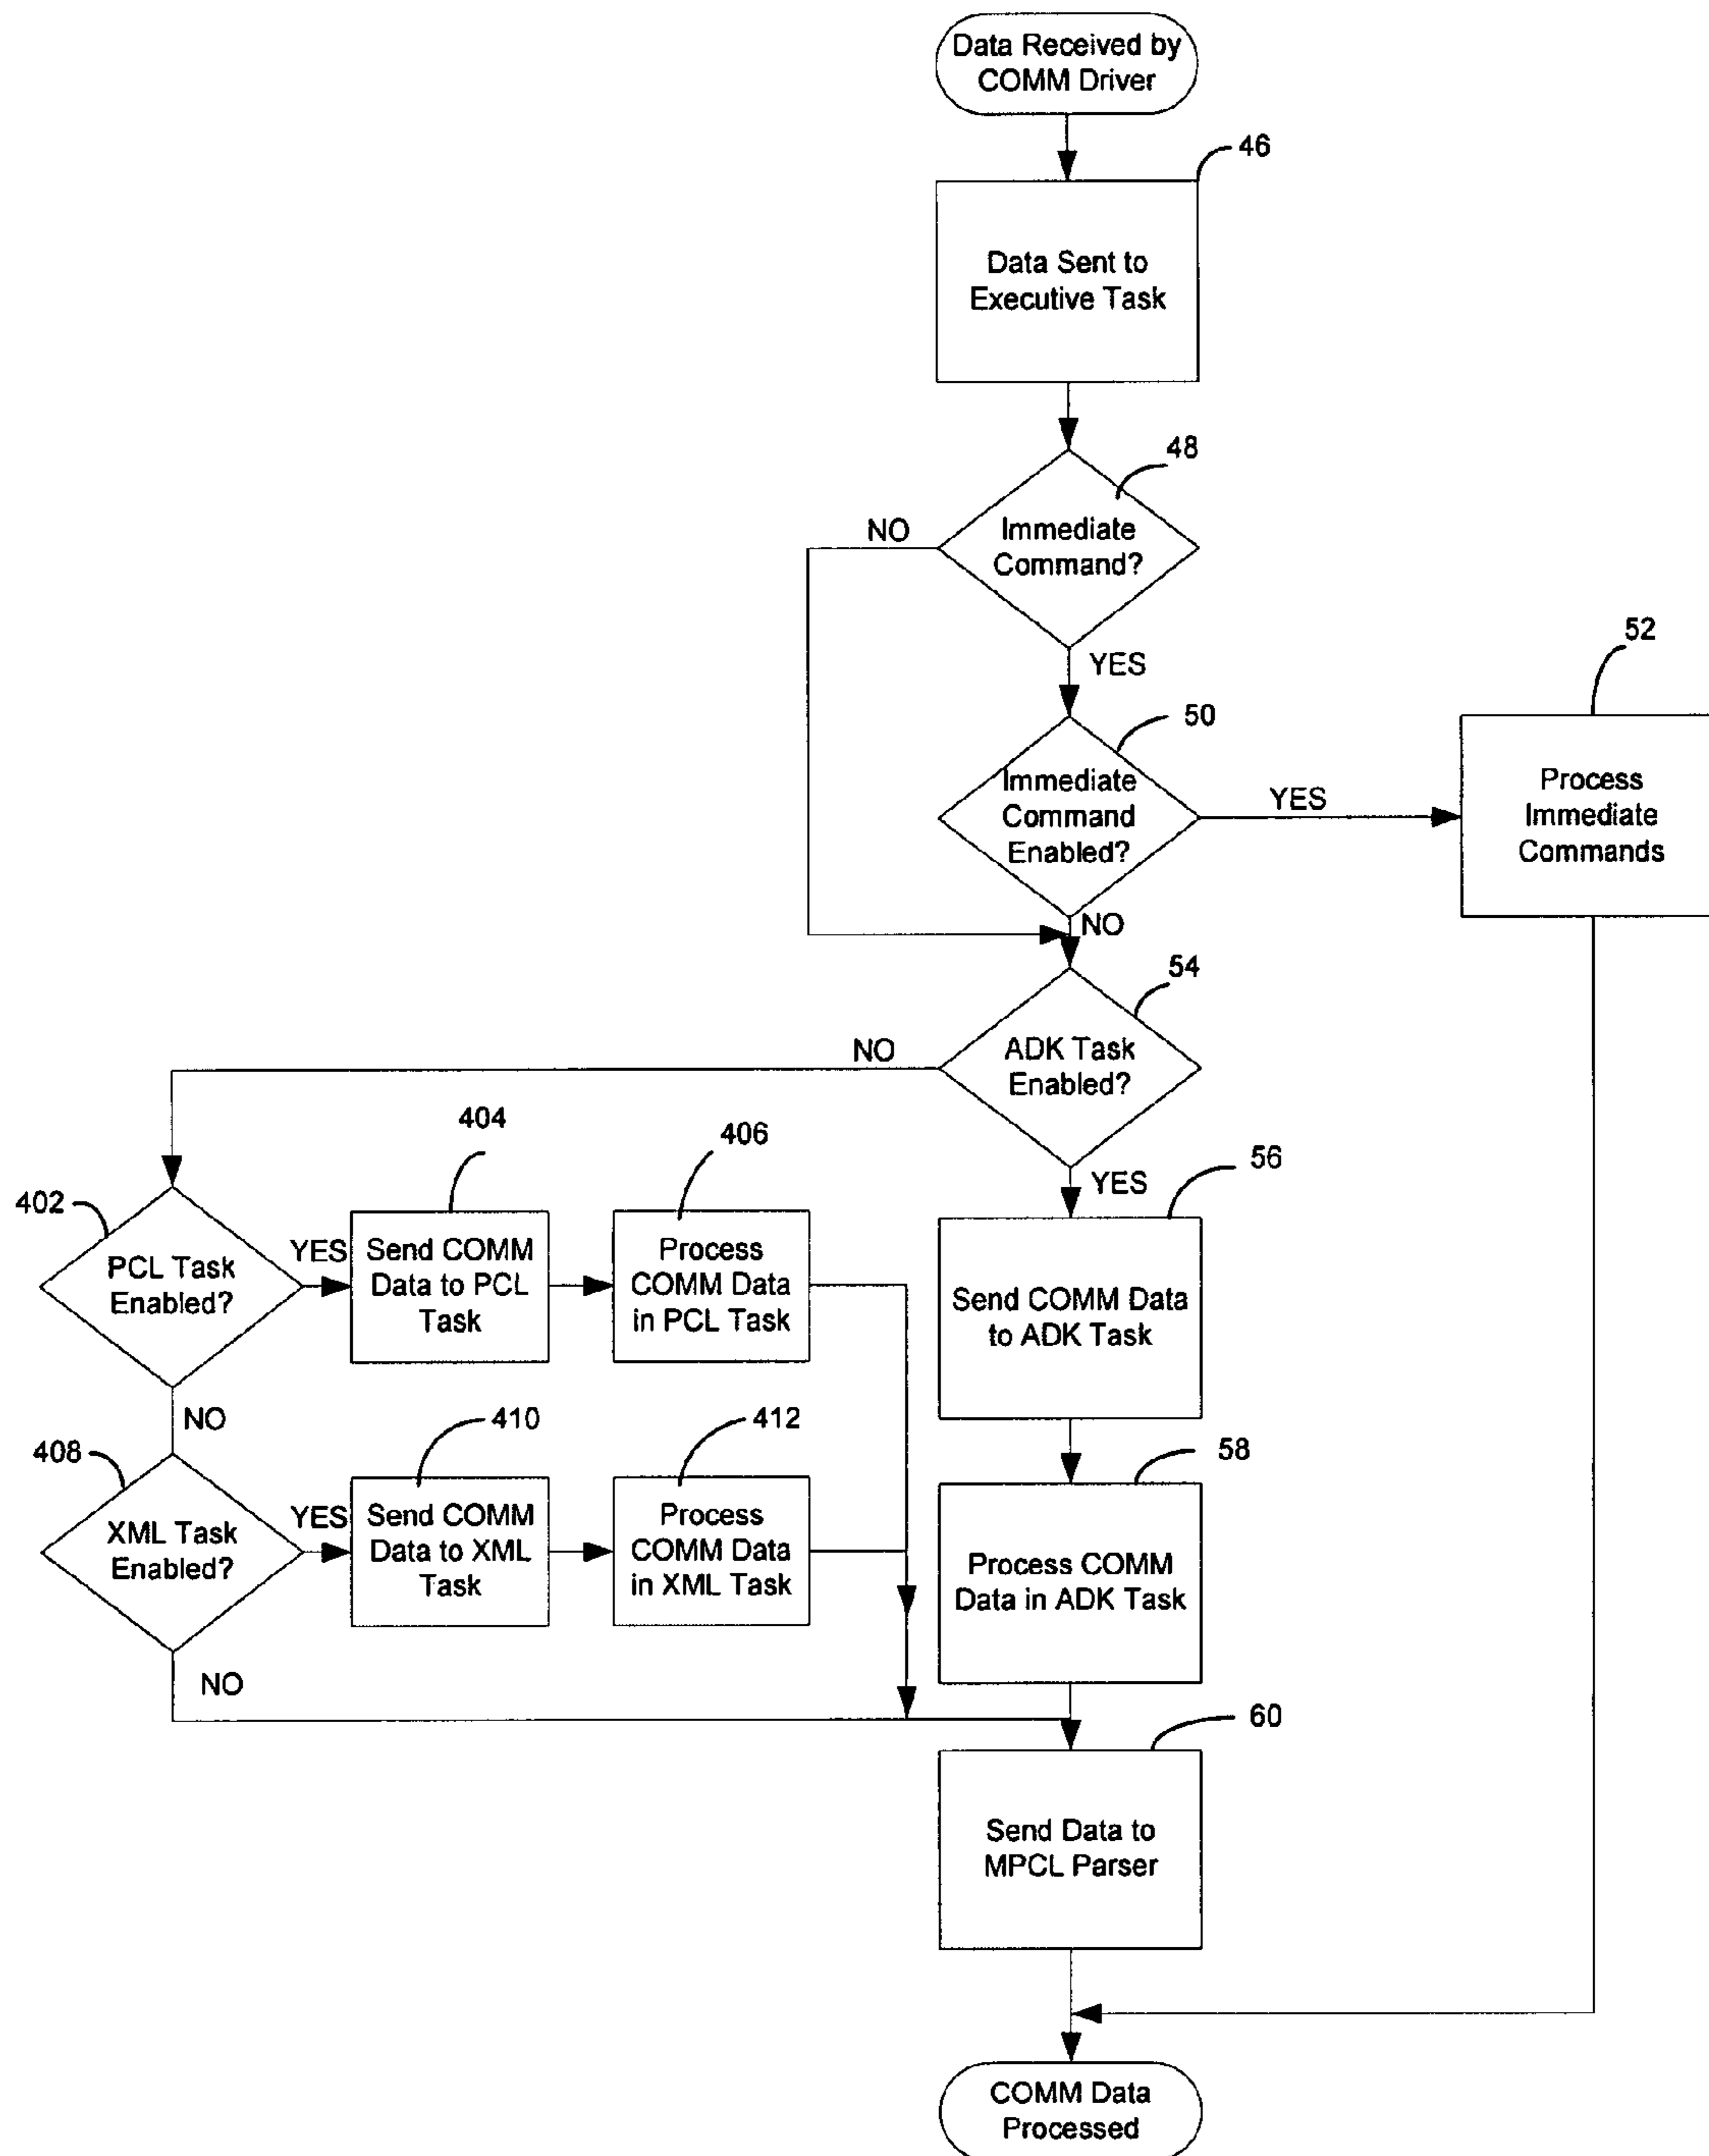 Data Received by
COMM Driver
46
Data Sent to
Executive Task
48
NO
Immediate
Command?
YES
50
52
Immediate
Command
Enabled?
YES
Process
Immediate
Commands
NO
54
NO
ADK Task
Enabled?
YES
404
406
56
402
PCL Task
Enabled?
YES
Send COMM
Data to PCL
Task
Process
COMM Data
in PCL Task
Send COMM Data
to ADK Task
NO
410
412
408
58
XML Task
Enabled?
YES
Send COMM
Data to XML
Task
Process
COMM Data
in XML Task
Process COMM
Data in ADK Task
NO
60
Send Data to
MPCL Parser
COMM Data
Processed